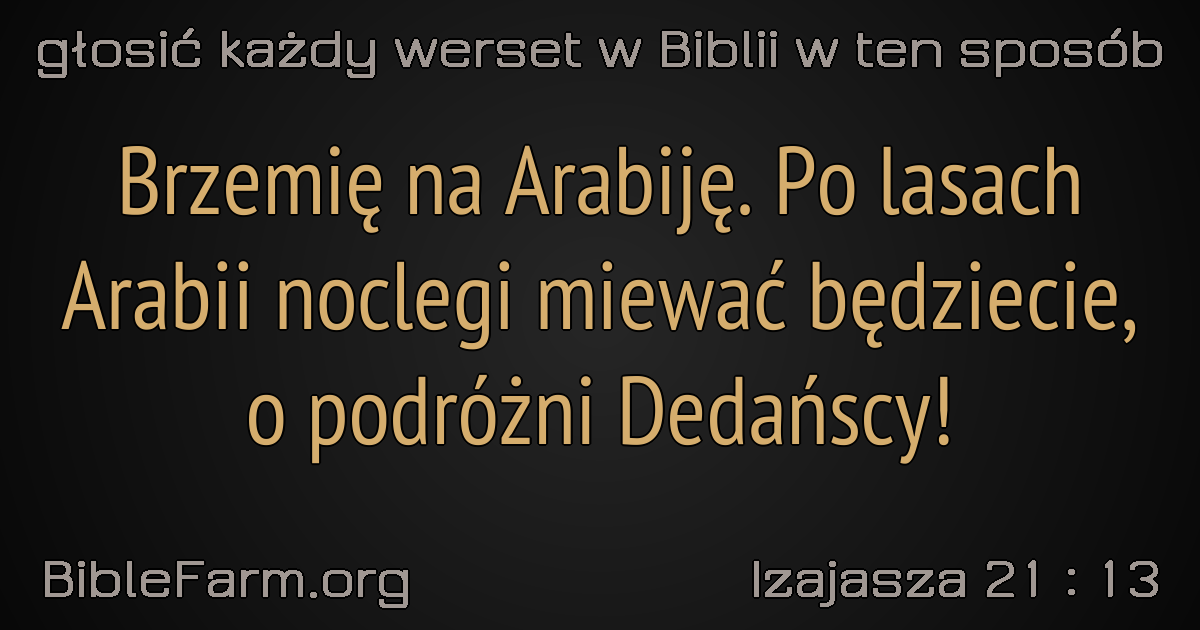 głosić każdy werset w Biblii w ten sposób
Brzemię na Arabiję. Po lasach
Arabii noclegi miewać będziecie,
o podróżni Dedańscy!
BibleFarm.org
Izajasza 21 : 13